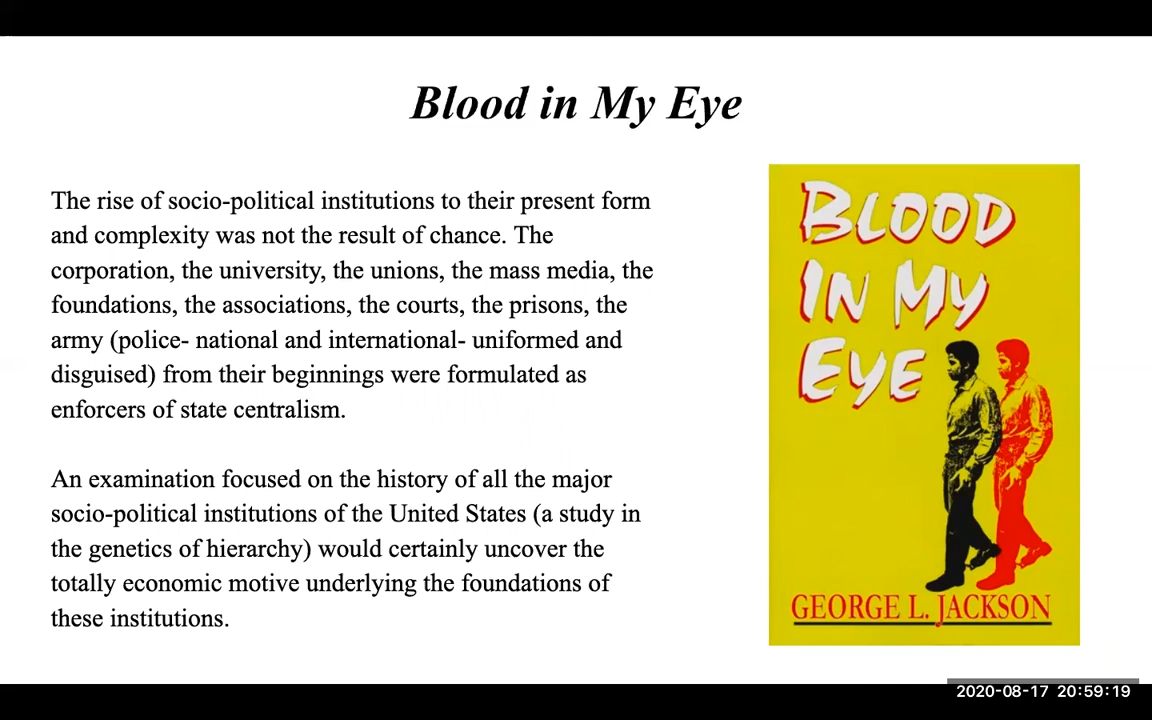 Blood in My Eye
The rise of socio-political institutions to their present form
and complexity was not the result of chance. The
corporation, the university, the unions, the mass media, the
foundations, the associations, the courts, the prisons, the
army (police- national and international- uniformed and
disguised) from their beginnings were formulated as
enforcers of state centralism.
An examination focused on the history of all the major
socio-political institutions of the United States (a study in
the genetics of hierarchy) would certainly uncover the
totally economic motive underlying the foundations of
these institutions.
BLOOD
IN MY
EYE
GEORGE L. JACKSON
2020-08-17 20:59:19